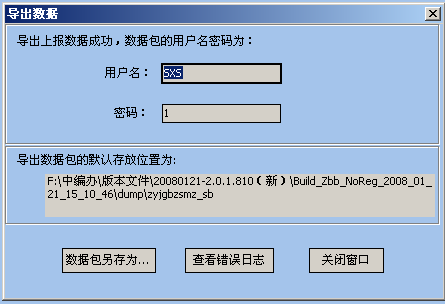 导出数据
导出上报数据成功，数据包的用户名密码为：
用户名： SXS
密码： 1
导出数据包的默认存放位置为:
F:\中编办\版本文件\20080121-2.0.1.810（新）\Build_Zbb_NoReg_2008_01_
21_15_10_46\dump\zyjgbzsmz_sb
数据包另存为... 查看错误日志 关闭窗口